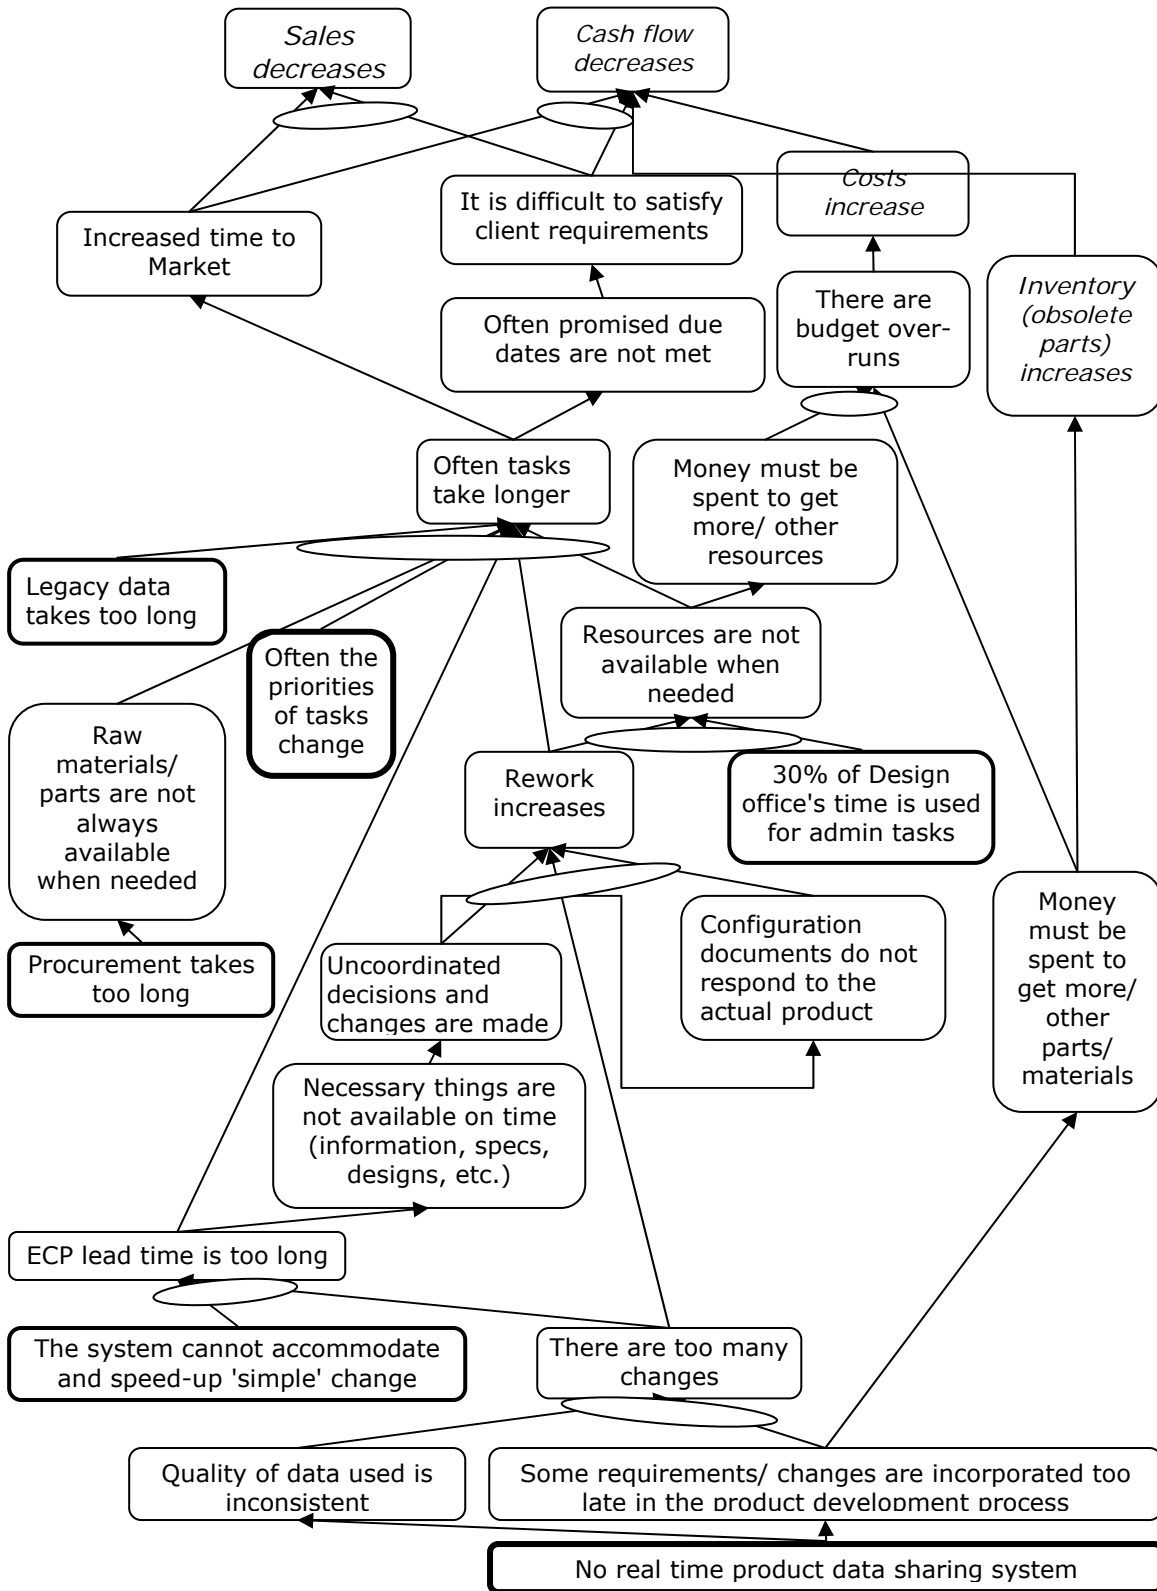 Sales
decreases
Cash flow
decreases
Costs
increase
It is difficult to satisfy
client requirements
Increased time to
Market
Inventory
(obsolete
parts)
increases
There are
budget over-
runs
Often promised due
dates are not met
Often tasks
take longer
Money must be
spent to get
more/ other
resources
Legacy data
takes too long
Often the
priorities
of tasks
change
Resources are not
available when
needed
Raw
materials/
parts are not
always
available
when needed
Rework
increases
30% of Design
office's time is used
for admin tasks
Money
must be
spent to
get more/
other
parts/
materials
Configuration
documents do not
respond to the
actual product
Procurement takes
too long
Uncoordinated
decisions and
changes are made
Necessary things are
not available on time
(information, specs,
designs, etc.)
ECP lead time is too long
The system cannot accommodate
and speed-up 'simple' change
There are too many
changes
Quality of data used is
inconsistent
Some requirements/ changes are incorporated too
late in the product development process
No real time product data sharing system